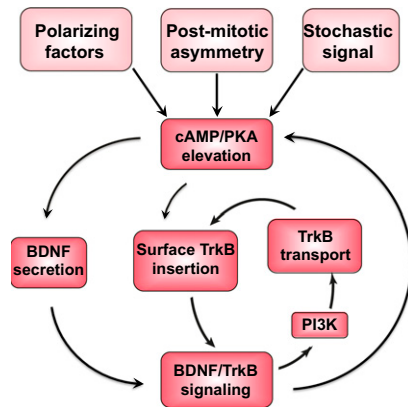 Polarizing
factors
Post-mitotic
asymmetry
Stochastic
signal
cAMP/PKA
elevation
BDNF
secretion
Surface TrkB
insertion
TrkB
transport
PI3K
BDNF/TrkB
signaling